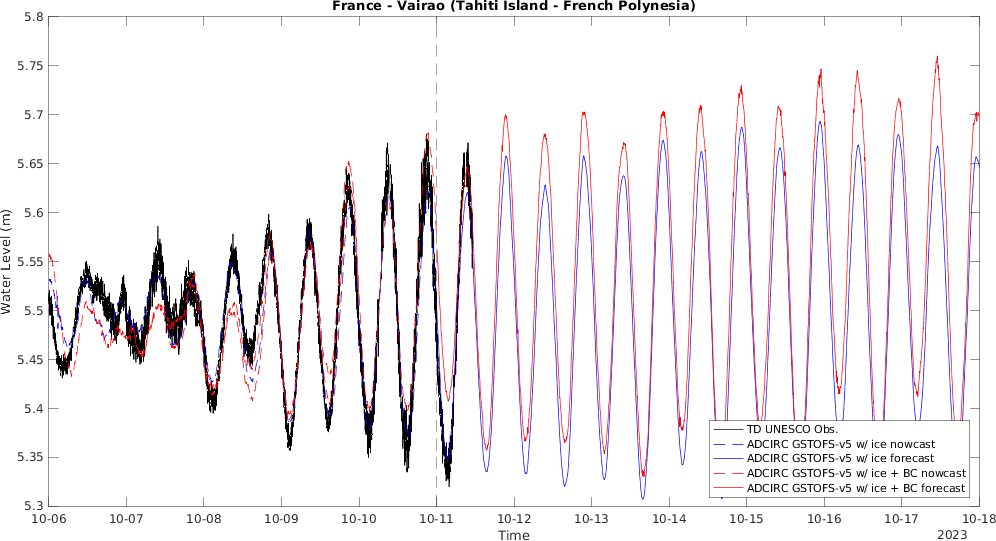 France - Vairao (Tahiti Island - French Polynesia)
5.8
5.75
5.7
5.65
5.6
5.55
5.5
5.45
5.4
5.35
5.3
Water Level (m)
TD UNESCO Obs.
ADCIRC GSTOFS-v5 w/ ice nowcast
ADCIRC GSTOFS-v5 w/ ice forecast
ADCIRC GSTOFS-v5 w/ ice + BC nowcast
ADCIRC GSTOFS-v5 w/ ice + BC forecast
10-06 10-07 10-08 10-09 10-10 10-11 10-12 10-13 10-14 10-15 10-16 10-17 10-18
Time
2023